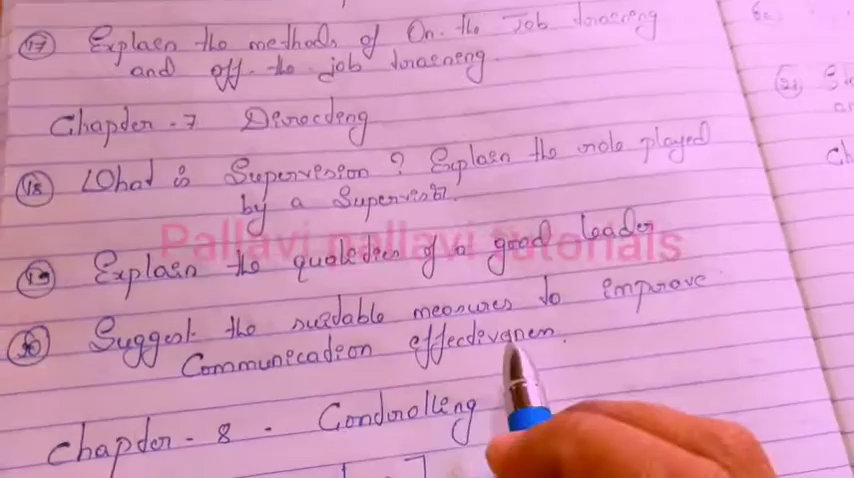 (17) Explain the methods of On-the Job training
and off-the job training.
Chapter-7 Directing
(18) What is Supervision? Explain the role played
by a Supervisor.
(19) Explain the qualities of a good leader
(20) Suggest the suitable measures to improve
Communication effectiveness.
Chapter-8. Controlling
Pallavi pallavi tutorials
(21)